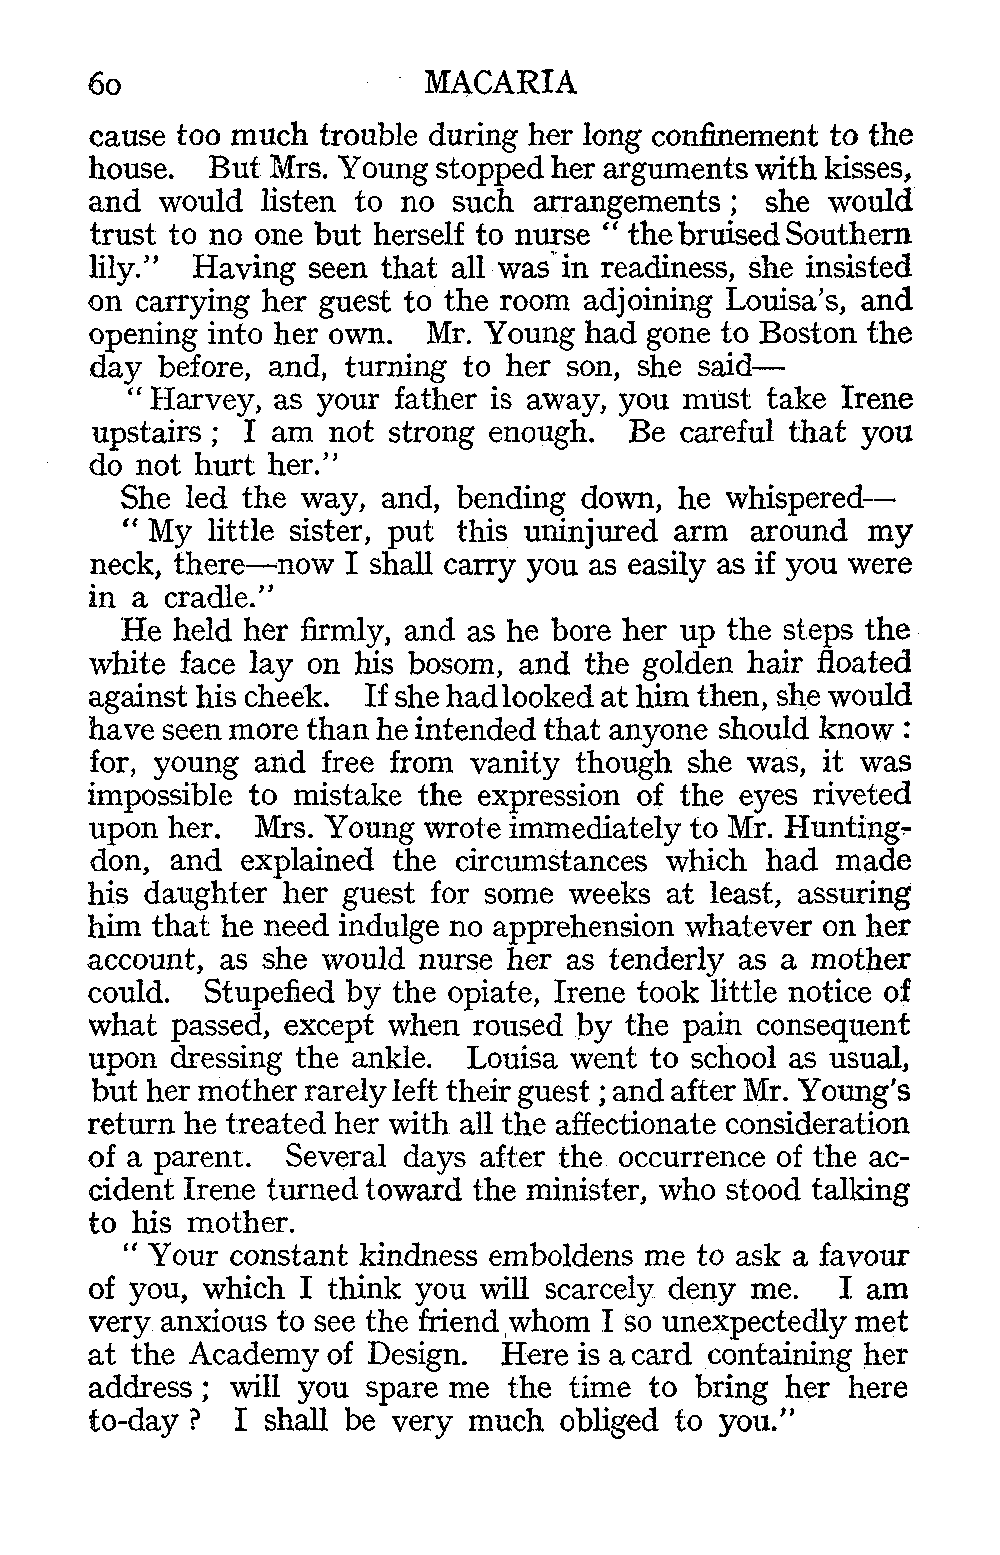 60 MACARIA
cause too much trouble during her long confinement to the
house. But Mrs. Young stopped her arguments with kisses,
and would listen to no such arrangements ; she would
trust to no one but herself to nurse “ the bruised Southern
lily.” Having seen that all was in readiness, she insisted
on carrying her guest to the room adjoining Louisa’s, and
opening into her own. Mr. Young had gone to Boston the
day before, and, turning to her son, she said—
“ Harvey, as your father is away, you must take Irene
upstairs ; I am not strong enough. Be careful that you
do not hurt her.”
She led the way, and, bending down, he whispered—
“ My little sister, put this uninjured arm around my
neck, there—now I shall carry you as easily as if you were
in a cradle.”
He held her firmly, and as he bore her up the steps the
white face lay on his bosom, and the golden hair floated
against his cheek. If she had looked at him then, she would
have seen more than he intended that anyone should know :
for, young and free from vanity though she was, it was
impossible to mistake the expression of the eyes riveted
upon her. Mrs. Young wrote immediately to Mr. Hunting-
don, and explained the circumstances which had made
his daughter her guest for some weeks at least, assuring
him that he need indulge no apprehension whatever on her
account, as she would nurse her as tenderly as a mother
could. Stupefied by the opiate, Irene took little notice of
what passed, except when roused by the pain consequent
upon dressing the ankle. Louisa went to school as usual,
but her mother rarely left their guest ; and after Mr. Young’s
return he treated her with all the affectionate consideration
of a parent. Several days after the occurrence of the ac-
cident Irene turned toward the minister, who stood talking
to his mother.
“ Your constant kindness emboldens me to ask a favour
of you, which I think you will scarcely deny me. I am
very anxious to see the friend whom I so unexpectedly met
at the Academy of Design. Here is a card containing her
address ; will you spare me the time to bring her here
to-day ? I shall be very much obliged to you.”